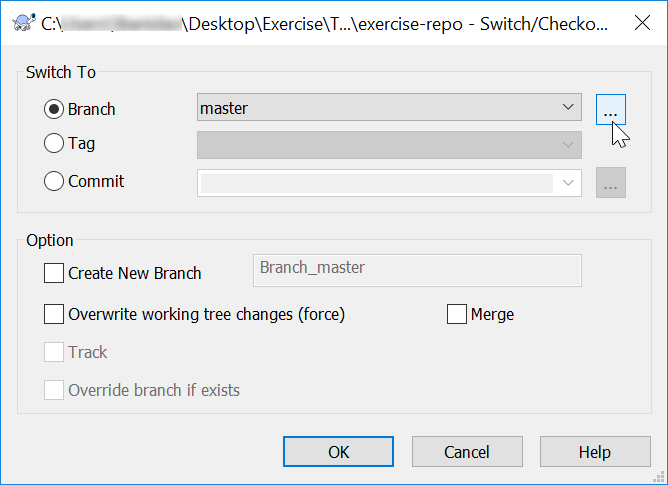 C:\ \Desktop\Exercise\T...\exercise-repo - Switch/Checko...
Switch To
Branch
master
...
Tag
Commit
...
Option
Create New Branch
Branch_master
Overwrite working tree changes (force)
Merge
Track
Override branch if exists
OK
Cancel
Help